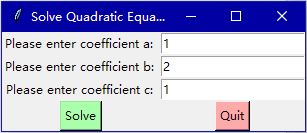 Solve Quadratic Equa...
Please enter coefficient a: 1
Please enter coefficient b: 2
Please enter coefficient c: 1
Solve Quit